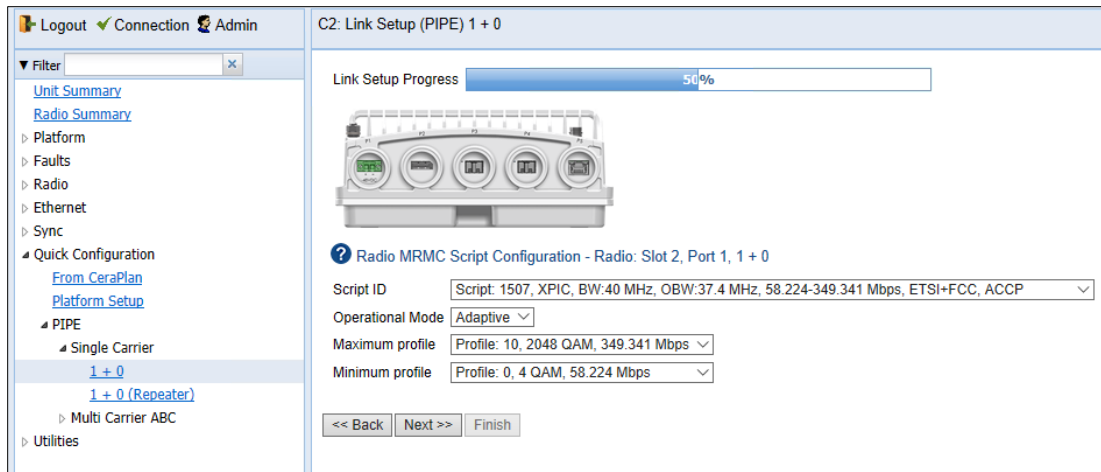 Logout Connection Admin
Filter
Unit Summary
Radio Summary
Platform
Faults
Radio
Ethernet
Sync
Quick Configuration
From CeraPlan
Platform Setup
PIPE
Single Carrier
1 + 0
1 + 0 (Repeater)
Multi Carrier ABC
Utilities
C2: Link Setup (PIPE) 1 + 0
Link Setup Progress 50%
P1 P2 P3 P4 P5
Radio MRMC Script Configuration - Radio: Slot 2, Port 1, 1 + 0
Script ID Script: 1507, XPIC, BW:40 MHz, OBW:37.4 MHz, 58.224-349.341 Mbps, ETSI+FCC, ACCP
Operational Mode Adaptive
Maximum profile Profile: 10, 2048 QAM, 349.341 Mbps
Minimum profile Profile: 0, 4 QAM, 58.224 Mbps
<< Back Next >> Finish